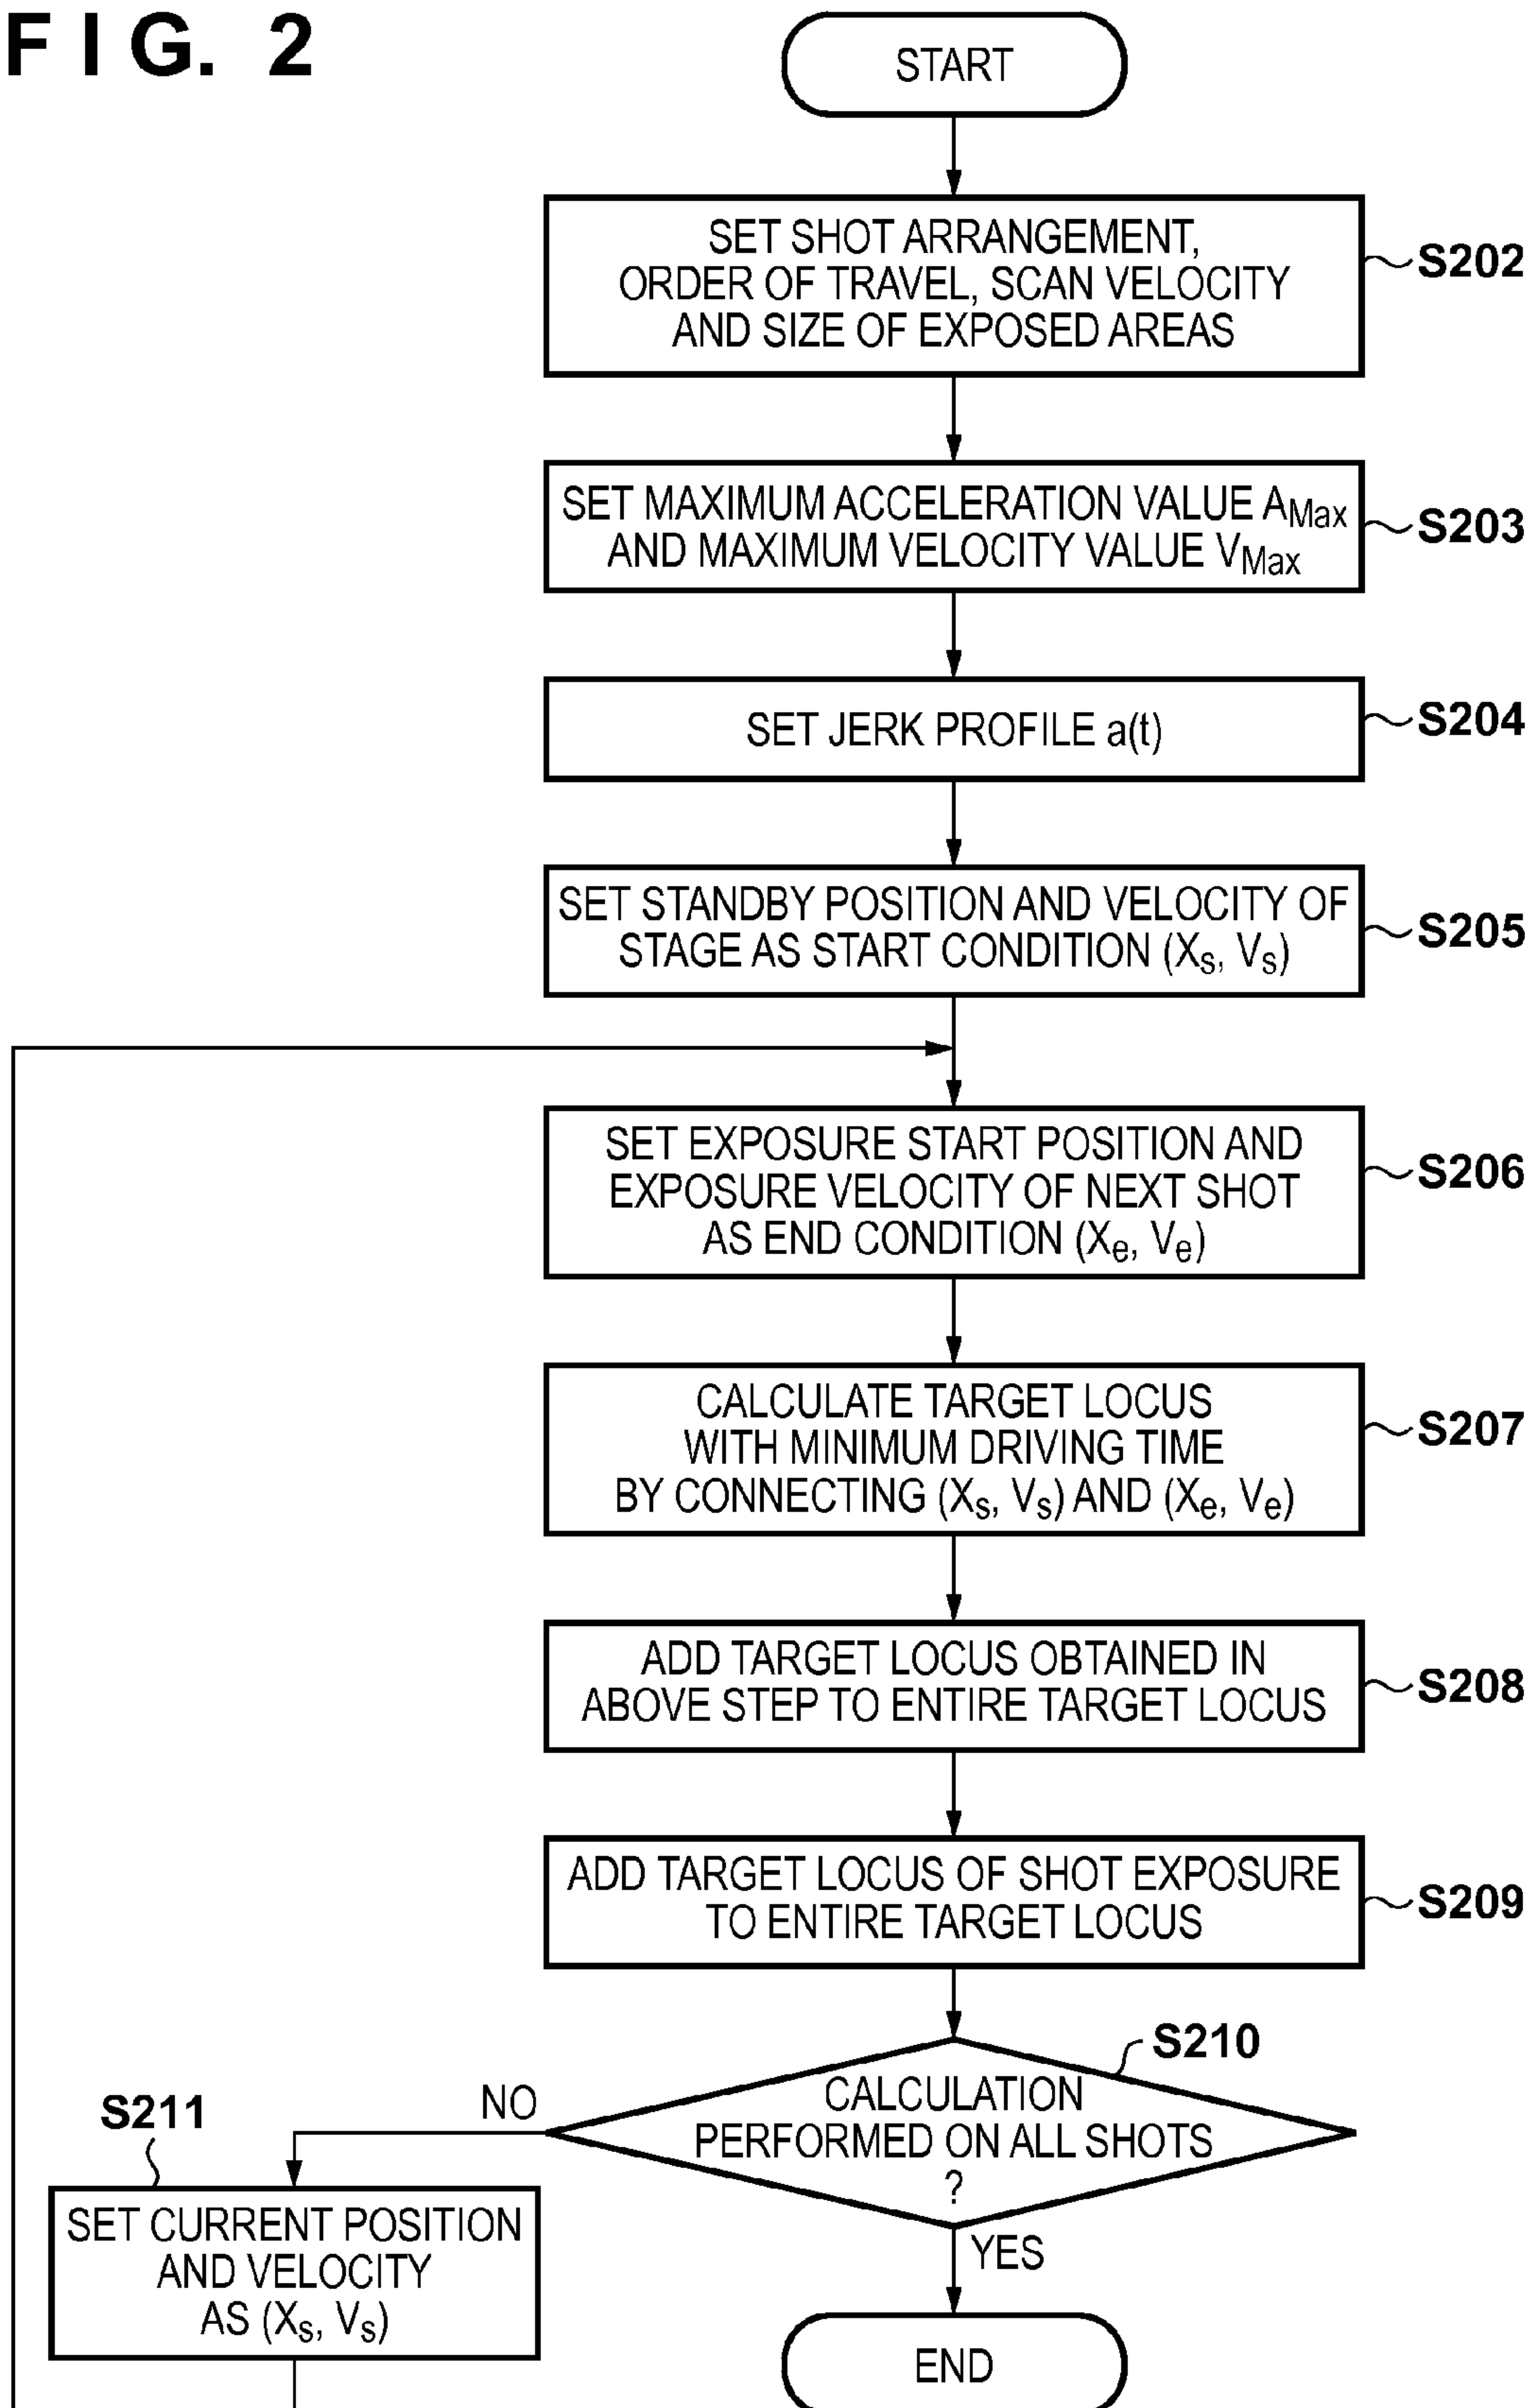 FIG. 2
START
SET SHOT ARRANGEMENT,
ORDER OF TRAVEL, SCAN VELOCITY
AND SIZE OF EXPOSED AREAS
S202
SET MAXIMUM ACCELERATION VALUE AMax
AND MAXIMUM VELOCITY VALUE VMax
S203
SET JERK PROFILE a(t)
S204
SET STANDBY POSITION AND VELOCITY OF
STAGE AS START CONDITION (Xs, Vs)
S205
SET EXPOSURE START POSITION AND
EXPOSURE VELOCITY OF NEXT SHOT
AS END CONDITION (Xe, Ve)
S206
CALCULATE TARGET LOCUS
WITH MINIMUM DRIVING TIME
BY CONNECTING (Xs, Vs) AND (Xe, Ve)
S207
ADD TARGET LOCUS OBTAINED IN
ABOVE STEP TO ENTIRE TARGET LOCUS
S208
ADD TARGET LOCUS OF SHOT EXPOSURE
TO ENTIRE TARGET LOCUS
S209
S210
CALCULATION
PERFORMED ON ALL SHOTS
?
NO
S211
SET CURRENT POSITION
AND VELOCITY
AS (Xs, Vs)
YES
END